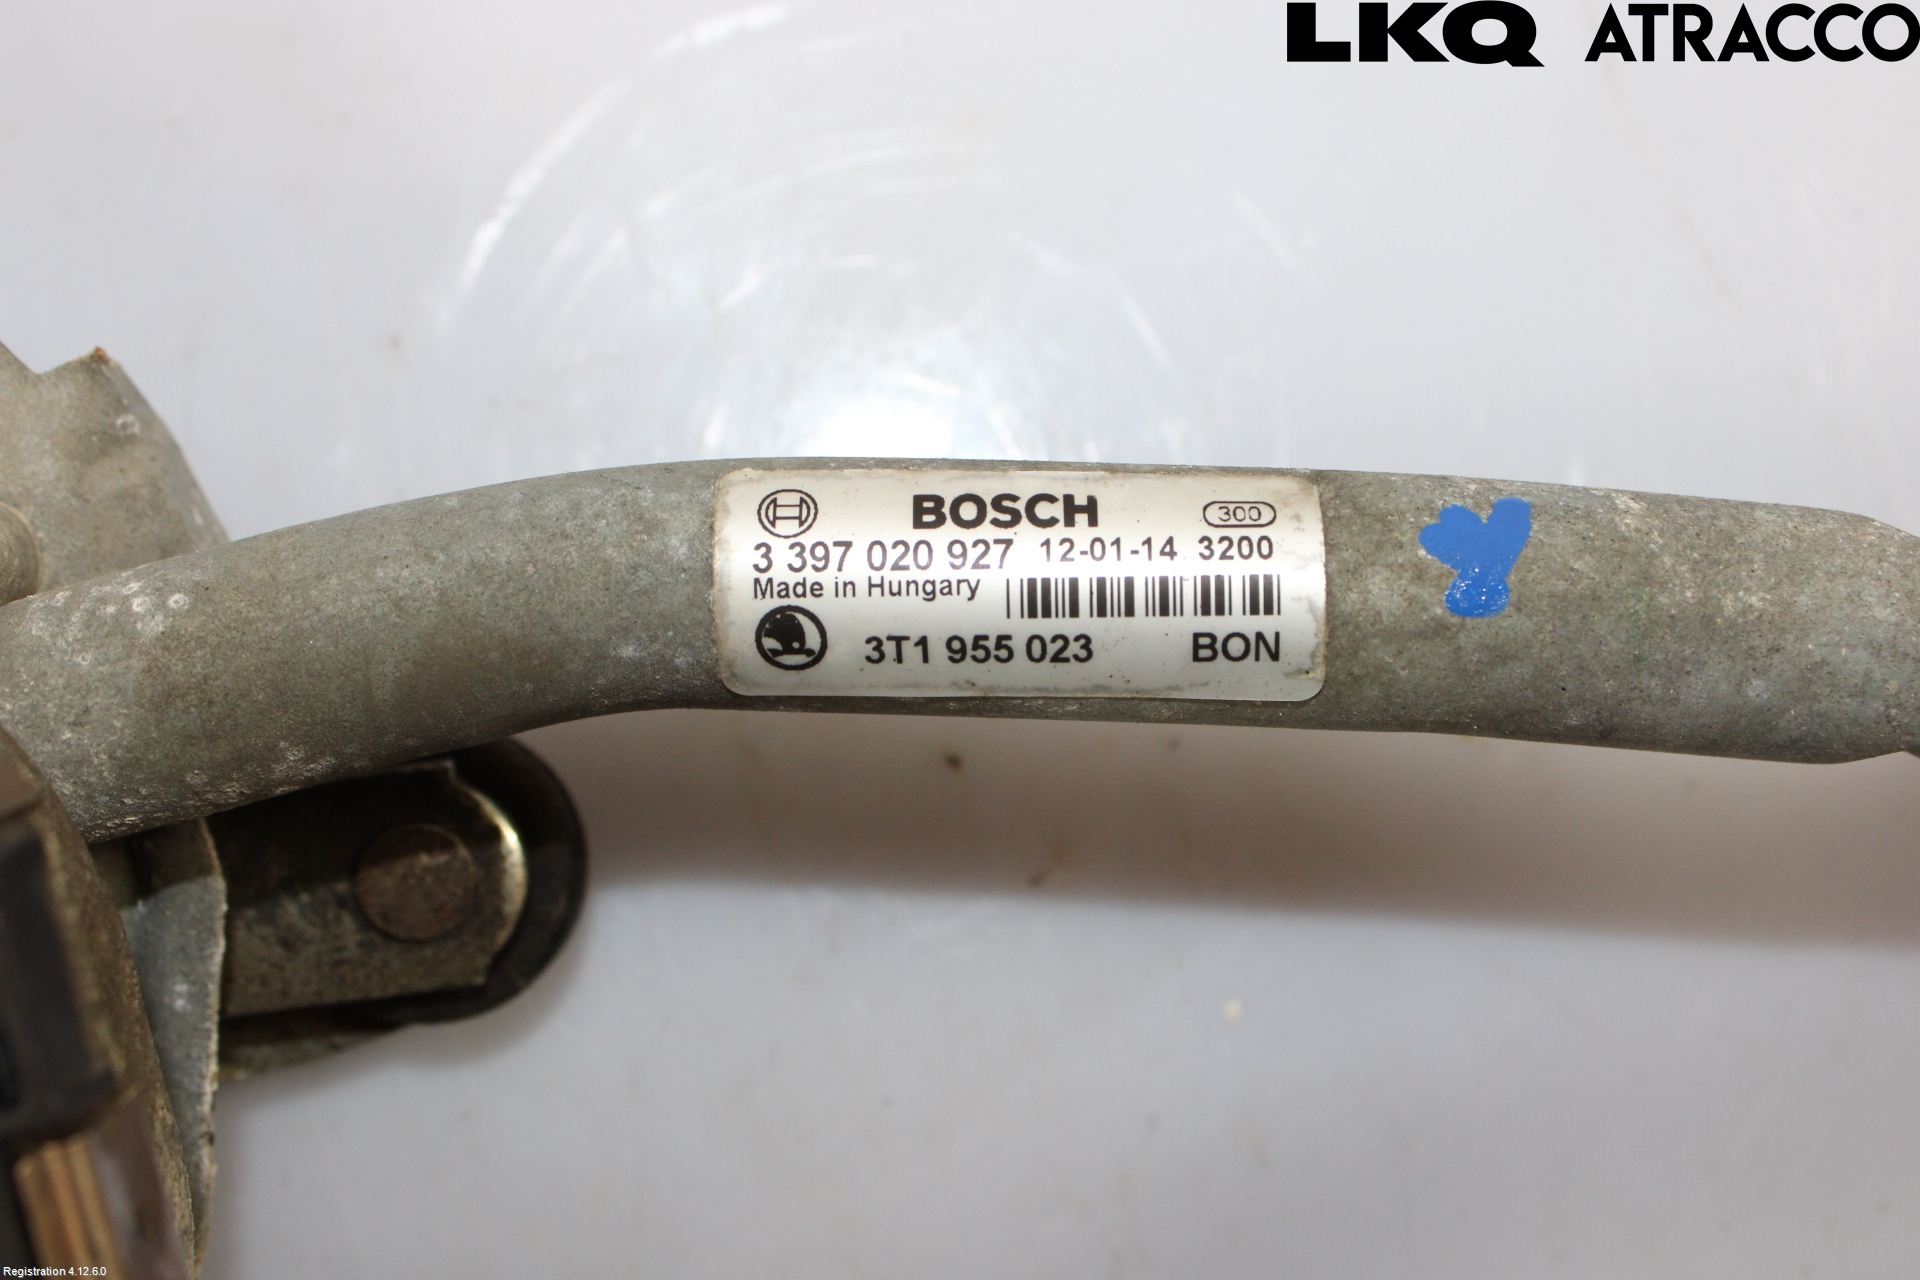 LKQ ATRACCO
BOSCH 300
3 397 020 927 12-01-14 3200
Made in Hungary
3T1 955 023 BON
Registration 4.12.6.0